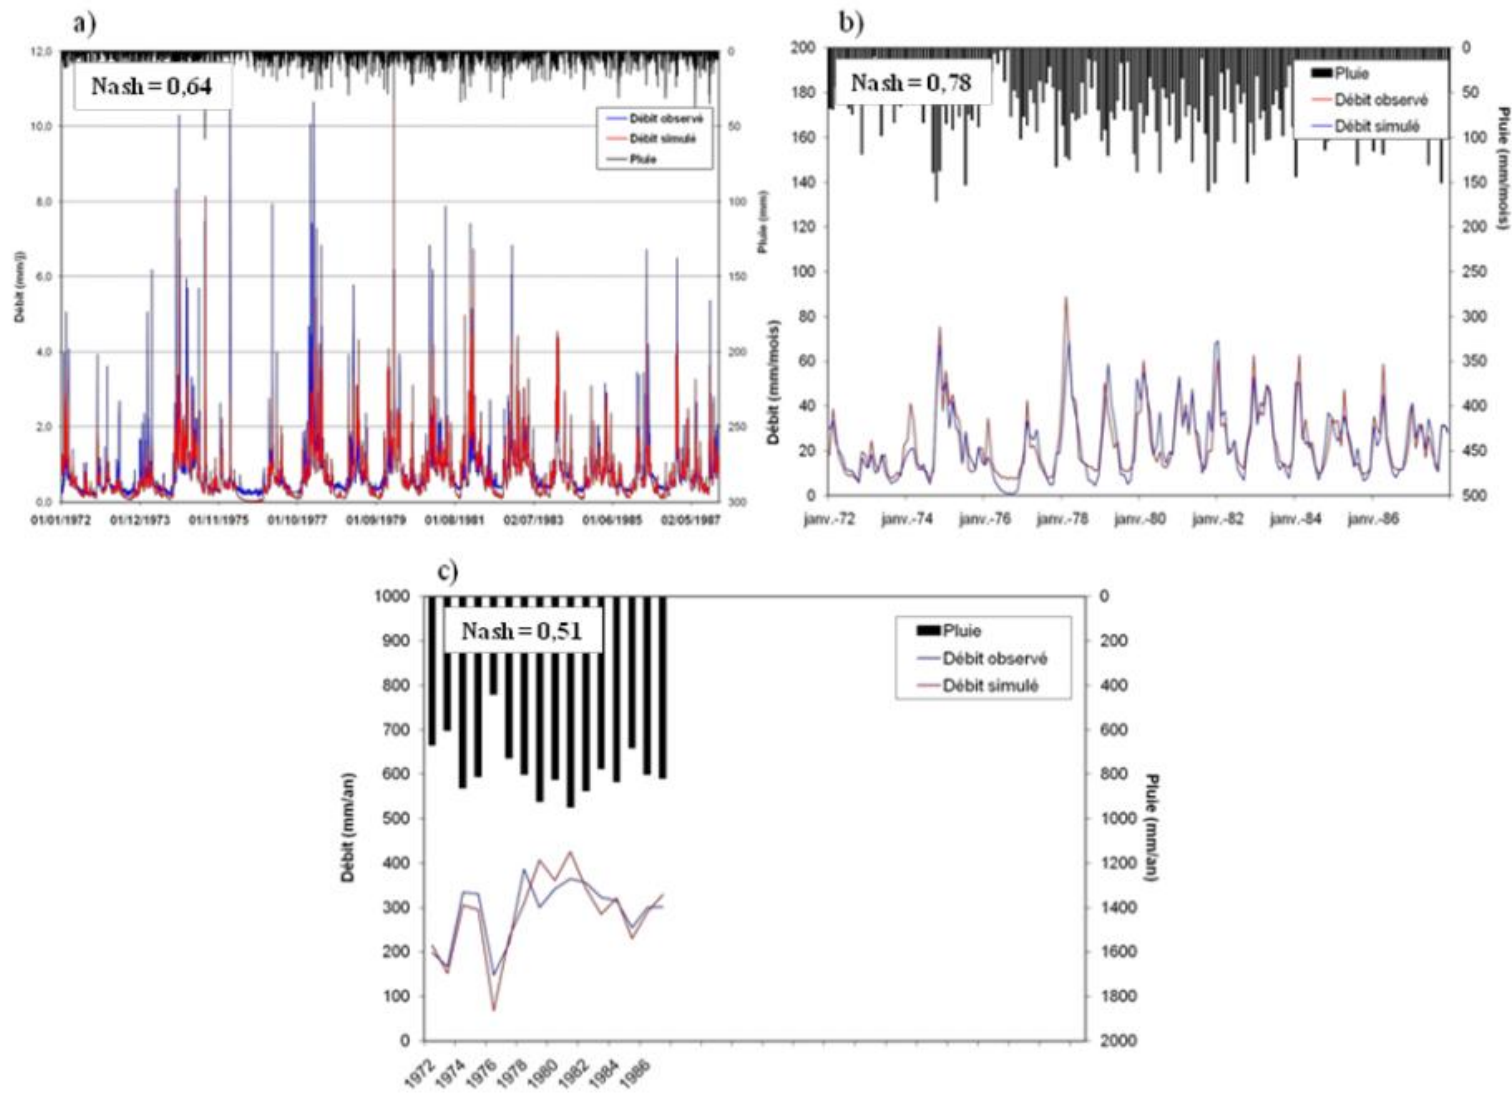 a)
12,0
10,0
8,0
6,0
4,0
2,0
0,0
Débit (mm/j)
Nash = 0,64
Débit observé
Débit simulé
Pluie
0
50
100
150
200
250
300
Pluie (mm)
01/01/1972
01/12/1973
01/11/1975
01/10/1977
01/09/1979
01/08/1981
02/07/1983
01/06/1985
02/05/1987
b)
200
180
160
140
120
100
80
60
40
20
0
Débit (mm/mois)
Nash = 0,78
Pluie
Débit observé
Débit simulé
0
50
100
150
200
250
300
350
400
450
500
Pluie (mm/mois)
janv.-72
janv.-74
janv.-76
janv.-78
janv.-80
janv.-82
janv.-84
janv.-86
c)
1000
900
800
700
600
500
400
300
200
100
0
Débit (mm/an)
Nash = 0,51
Pluie
Débit observé
Débit simulé
0
200
400
600
800
1000
1200
1400
1600
1800
2000
Pluie (mm/an)
1972
1974
1976
1978
1980
1982
1984
1986